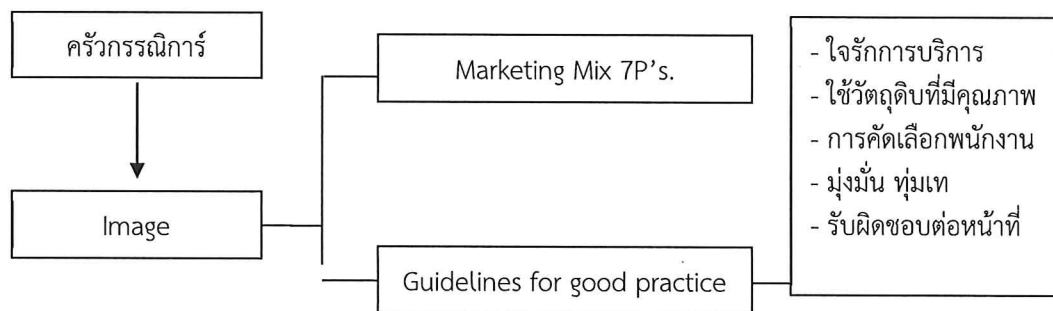 ครัวกรรณิการ์
Image
Marketing Mix 7P's.
Guidelines for good practice
- ใจรักการบริการ
- ใช้วัตถุดิบที่มีคุณภาพ
- การคัดเลือกพนักงาน
- มุ่งมั่น ทุ่มเท
- รับผิดชอบต่อหน้าที่